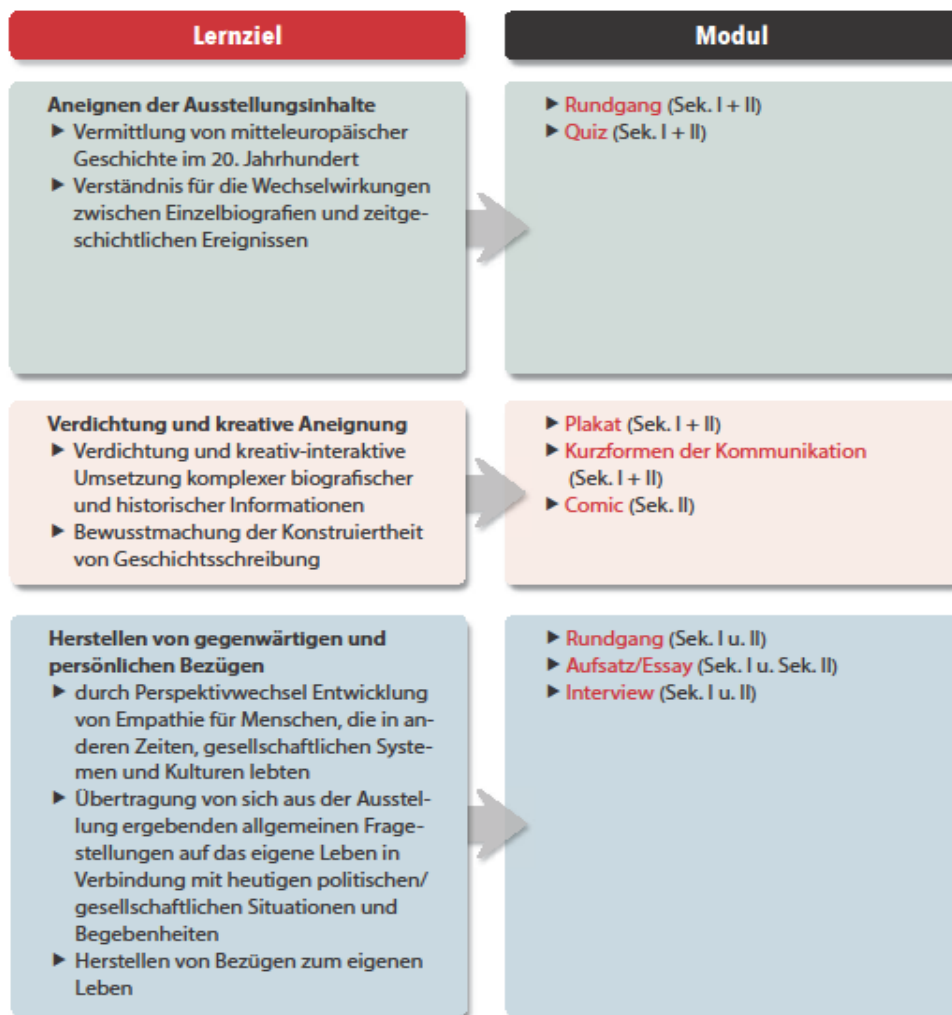 Lernziel
Modul
Aneignen der Ausstellungsinhalte
▶ Vermittlung von mitteleuropäischer
Geschichte im 20. Jahrhundert
▶ Verständnis für die Wechselwirkungen
zwischen Einzelbiografien und zeitge-
schichtlichen Ereignissen
▶ Rundgang (Sek. I + II)
▶ Quiz (Sek. I + II)
Verdichtung und kreative Aneignung
▶ Verdichtung und kreativ-interaktive
Umsetzung komplexer biografischer
und historischer Informationen
▶ Bewusstmachung der Konstruiertheit
von Geschichtsschreibung
▶ Plakat (Sek. I + II)
▶ Kurzformen der Kommunikation
(Sek. I + II)
▶ Comic (Sek. II)
Herstellen von gegenwärtigen und
persönlichen Bezügen
▶ durch Perspektivwechsel Entwicklung
von Empathie für Menschen, die in an-
deren Zeiten, gesellschaftlichen Syste-
men und Kulturen lebten
▶ Übertragung von sich aus der Ausstel-
lung ergebenden allgemeinen Frage-
stellungen auf das eigene Leben in
Verbindung mit heutigen politischen/
gesellschaftlichen Situationen und
Begebenheiten
▶ Herstellen von Bezügen zum eigenen
Leben
▶ Rundgang (Sek. I u. II)
▶ Aufsatz/Essay (Sek. I u. Sek. II)
▶ Interview (Sek. I u. II)